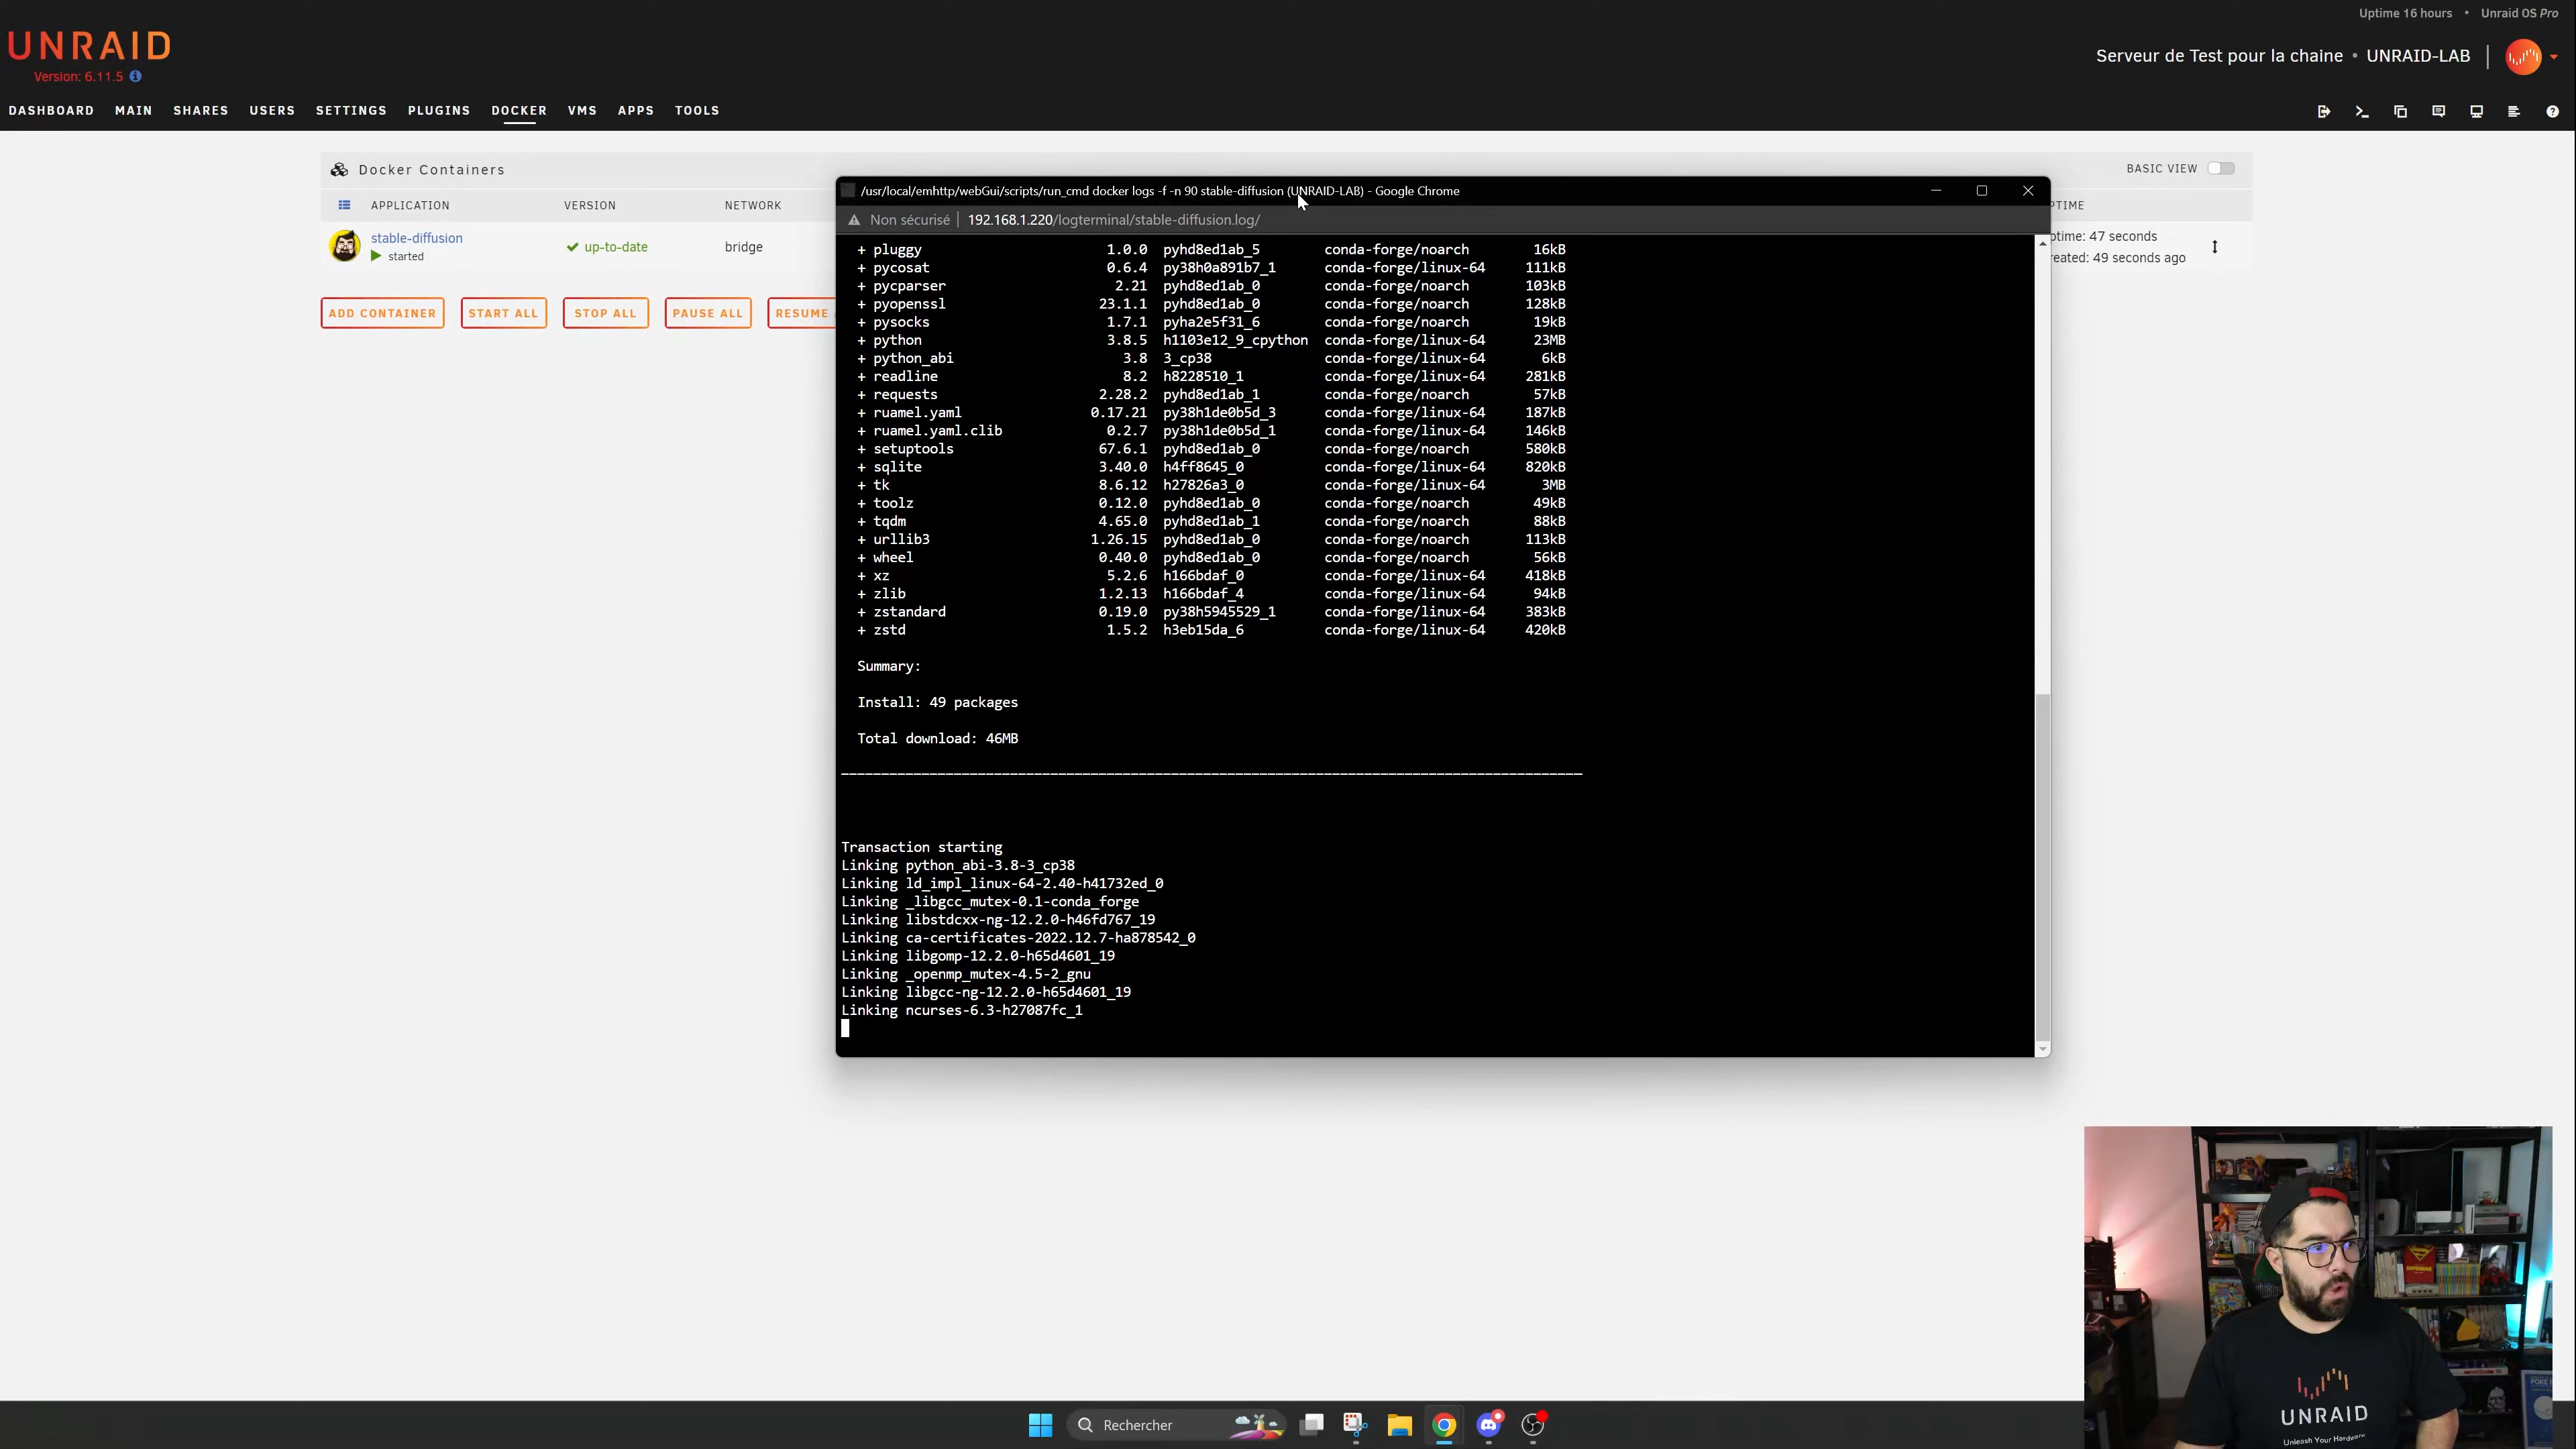 Uptime 16 hours • Unraid OS Pro
UNRAID
Version: 6.11.5
Serveur de Test pour la chaine • UNRAID-LAB
DASHBOARD MAIN SHARES USERS SETTINGS PLUGINS DOCKER VMS APPS TOOLS
Docker Containers
BASIC VIEW
APPLICATION VERSION NETWORK
PTIME
stable-diffusion
started
up-to-date
bridge
ptime: 47 seconds
reated: 49 seconds ago
ADD CONTAINER START ALL STOP ALL PAUSE ALL RESUME
/usr/local/emhttp/webGui/scripts/run_cmd docker logs -f -n 90 stable-diffusion (UNRAID-LAB) - Google Chrome
Non sécurisé 192.168.1.220/logterminal/stable-diffusion.log/
+ pluggy 1.0.0 pyhd8ed1ab_5 conda-forge/noarch 16kB
+ pycosat 0.6.4 py38h0a891b7_1 conda-forge/linux-64 111kB
+ pycparser 2.21 pyhd8ed1ab_0 conda-forge/noarch 103kB
+ pyopenssl 23.1.1 pyhd8ed1ab_0 conda-forge/noarch 128kB
+ pysocks 1.7.1 pyha2e5f31_6 conda-forge/noarch 19kB
+ python 3.8.5 h1103e12_9_cpython conda-forge/linux-64 23MB
+ python_abi 3.8 3_cp38 conda-forge/linux-64 6kB
+ readline 8.2 h8228510_1 conda-forge/linux-64 281kB
+ requests 2.28.2 pyhd8ed1ab_1 conda-forge/noarch 57kB
+ ruamel.yaml 0.17.21 py38h1de0b5d_3 conda-forge/linux-64 187kB
+ ruamel.yaml.clib 0.2.7 py38h1de0b5d_1 conda-forge/linux-64 146kB
+ setuptools 67.6.1 pyhd8ed1ab_0 conda-forge/noarch 580kB
+ sqlite 3.40.0 h4ff8645_0 conda-forge/linux-64 820kB
+ tk 8.6.12 h27826a3_0 conda-forge/linux-64 3MB
+ toolz 0.12.0 pyhd8ed1ab_0 conda-forge/noarch 49kB
+ tqdm 4.65.0 pyhd8ed1ab_1 conda-forge/noarch 88kB
+ urllib3 1.26.15 pyhd8ed1ab_0 conda-forge/noarch 113kB
+ wheel 0.40.0 pyhd8ed1ab_0 conda-forge/noarch 56kB
+ xz 5.2.6 h166bdaf_0 conda-forge/linux-64 418kB
+ zlib 1.2.13 h166bdaf_4 conda-forge/linux-64 94kB
+ zstandard 0.19.0 py38h5945529_1 conda-forge/linux-64 383kB
+ zstd 1.5.2 h3eb15da_6 conda-forge/linux-64 420kB
Summary:
Install: 49 packages
Total download: 46MB
Transaction starting
Linking python_abi-3.8-3_cp38
Linking ld_impl_linux-64-2.40-h41732ed_0
Linking _libgcc_mutex-0.1-conda_forge
Linking libstdcxx-ng-12.2.0-h46fd767_19
Linking ca-certificates-2022.12.7-ha878542_0
Linking libgomp-12.2.0-h65d4601_19
Linking _openmp_mutex-4.5-2_gnu
Linking libgcc-ng-12.2.0-h65d4601_19
Linking ncurses-6.3-h27087fc_1
Rechercher
UNRAID
Unleash Your Hardware